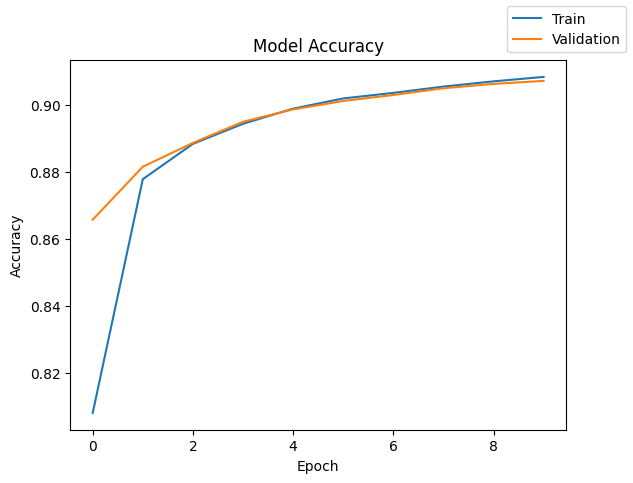 Train
Validation
Model Accuracy
0.90
0.88
0.86
0.84
0.82
Accuracy
0 2 4 6 8
Epoch